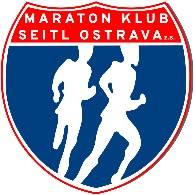 MARATON KLUB
SEITL OSTRAVA z.s.